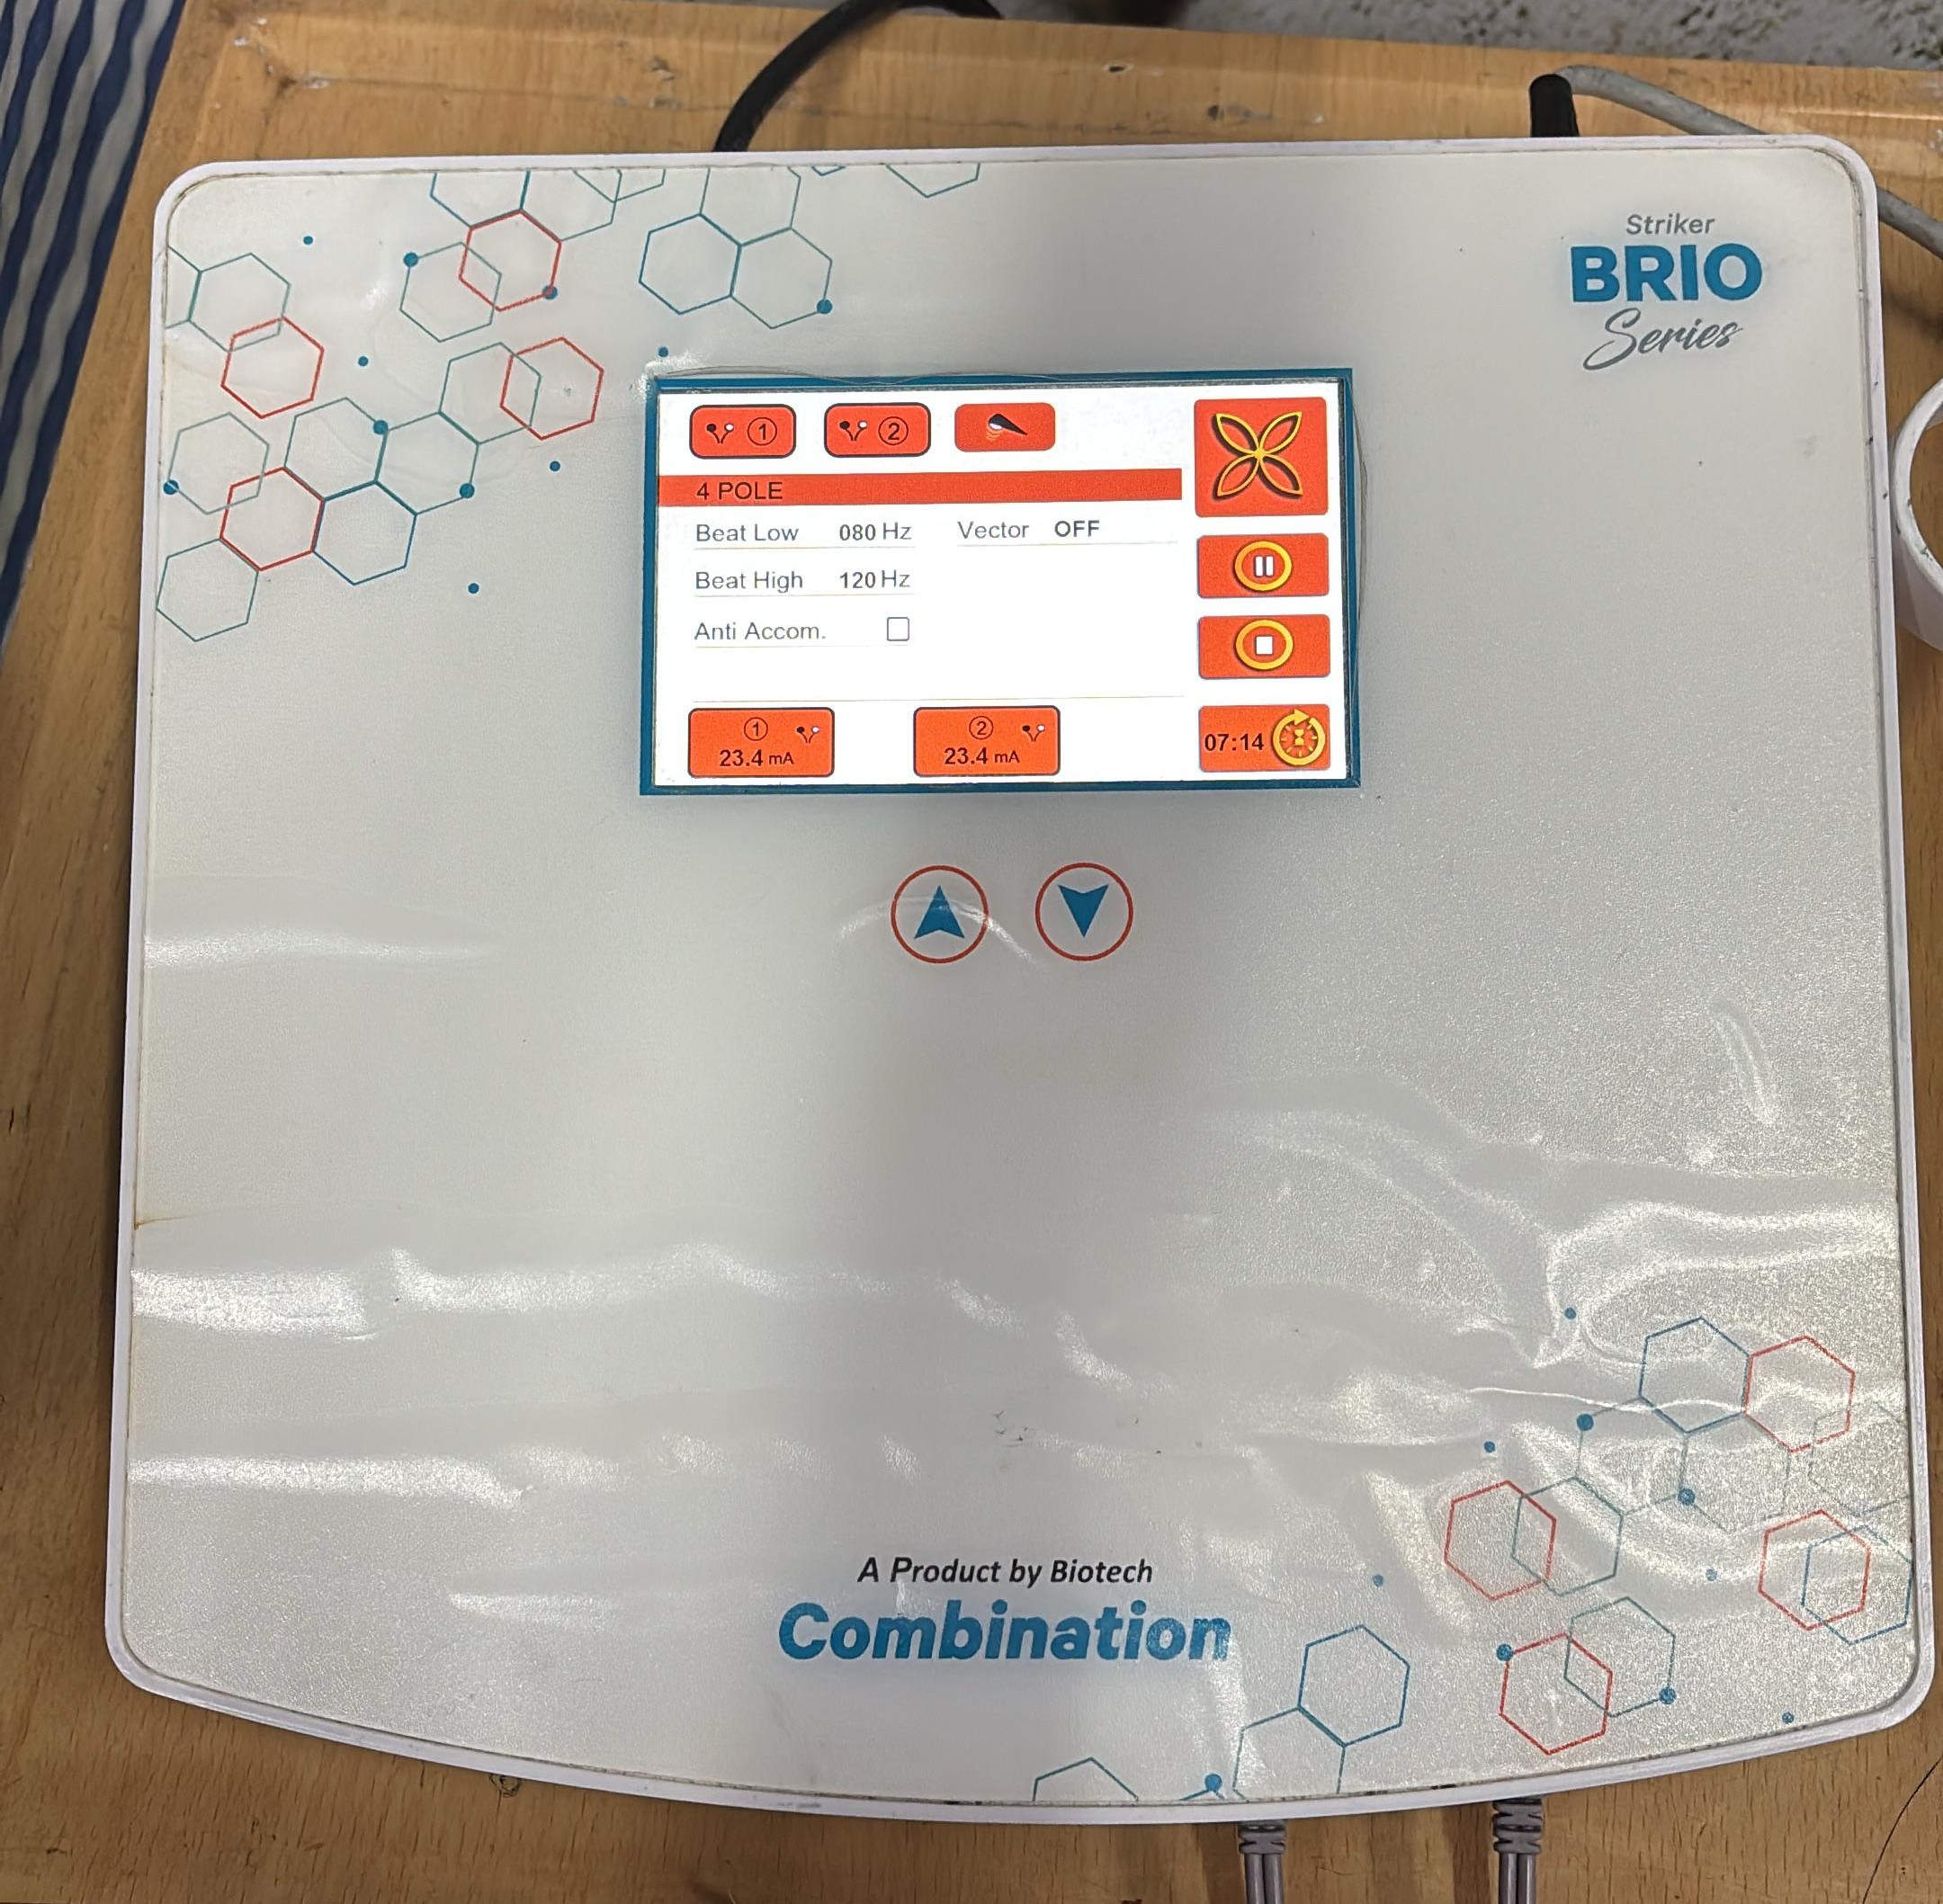 Striker
BRIO
Series
① ②
4 POLE
Beat Low 080 Hz Vector OFF
Beat High 120 Hz
Anti Accom.
① ②
23.4 mA 23.4 mA 07:14
A Product by Biotech
Combination